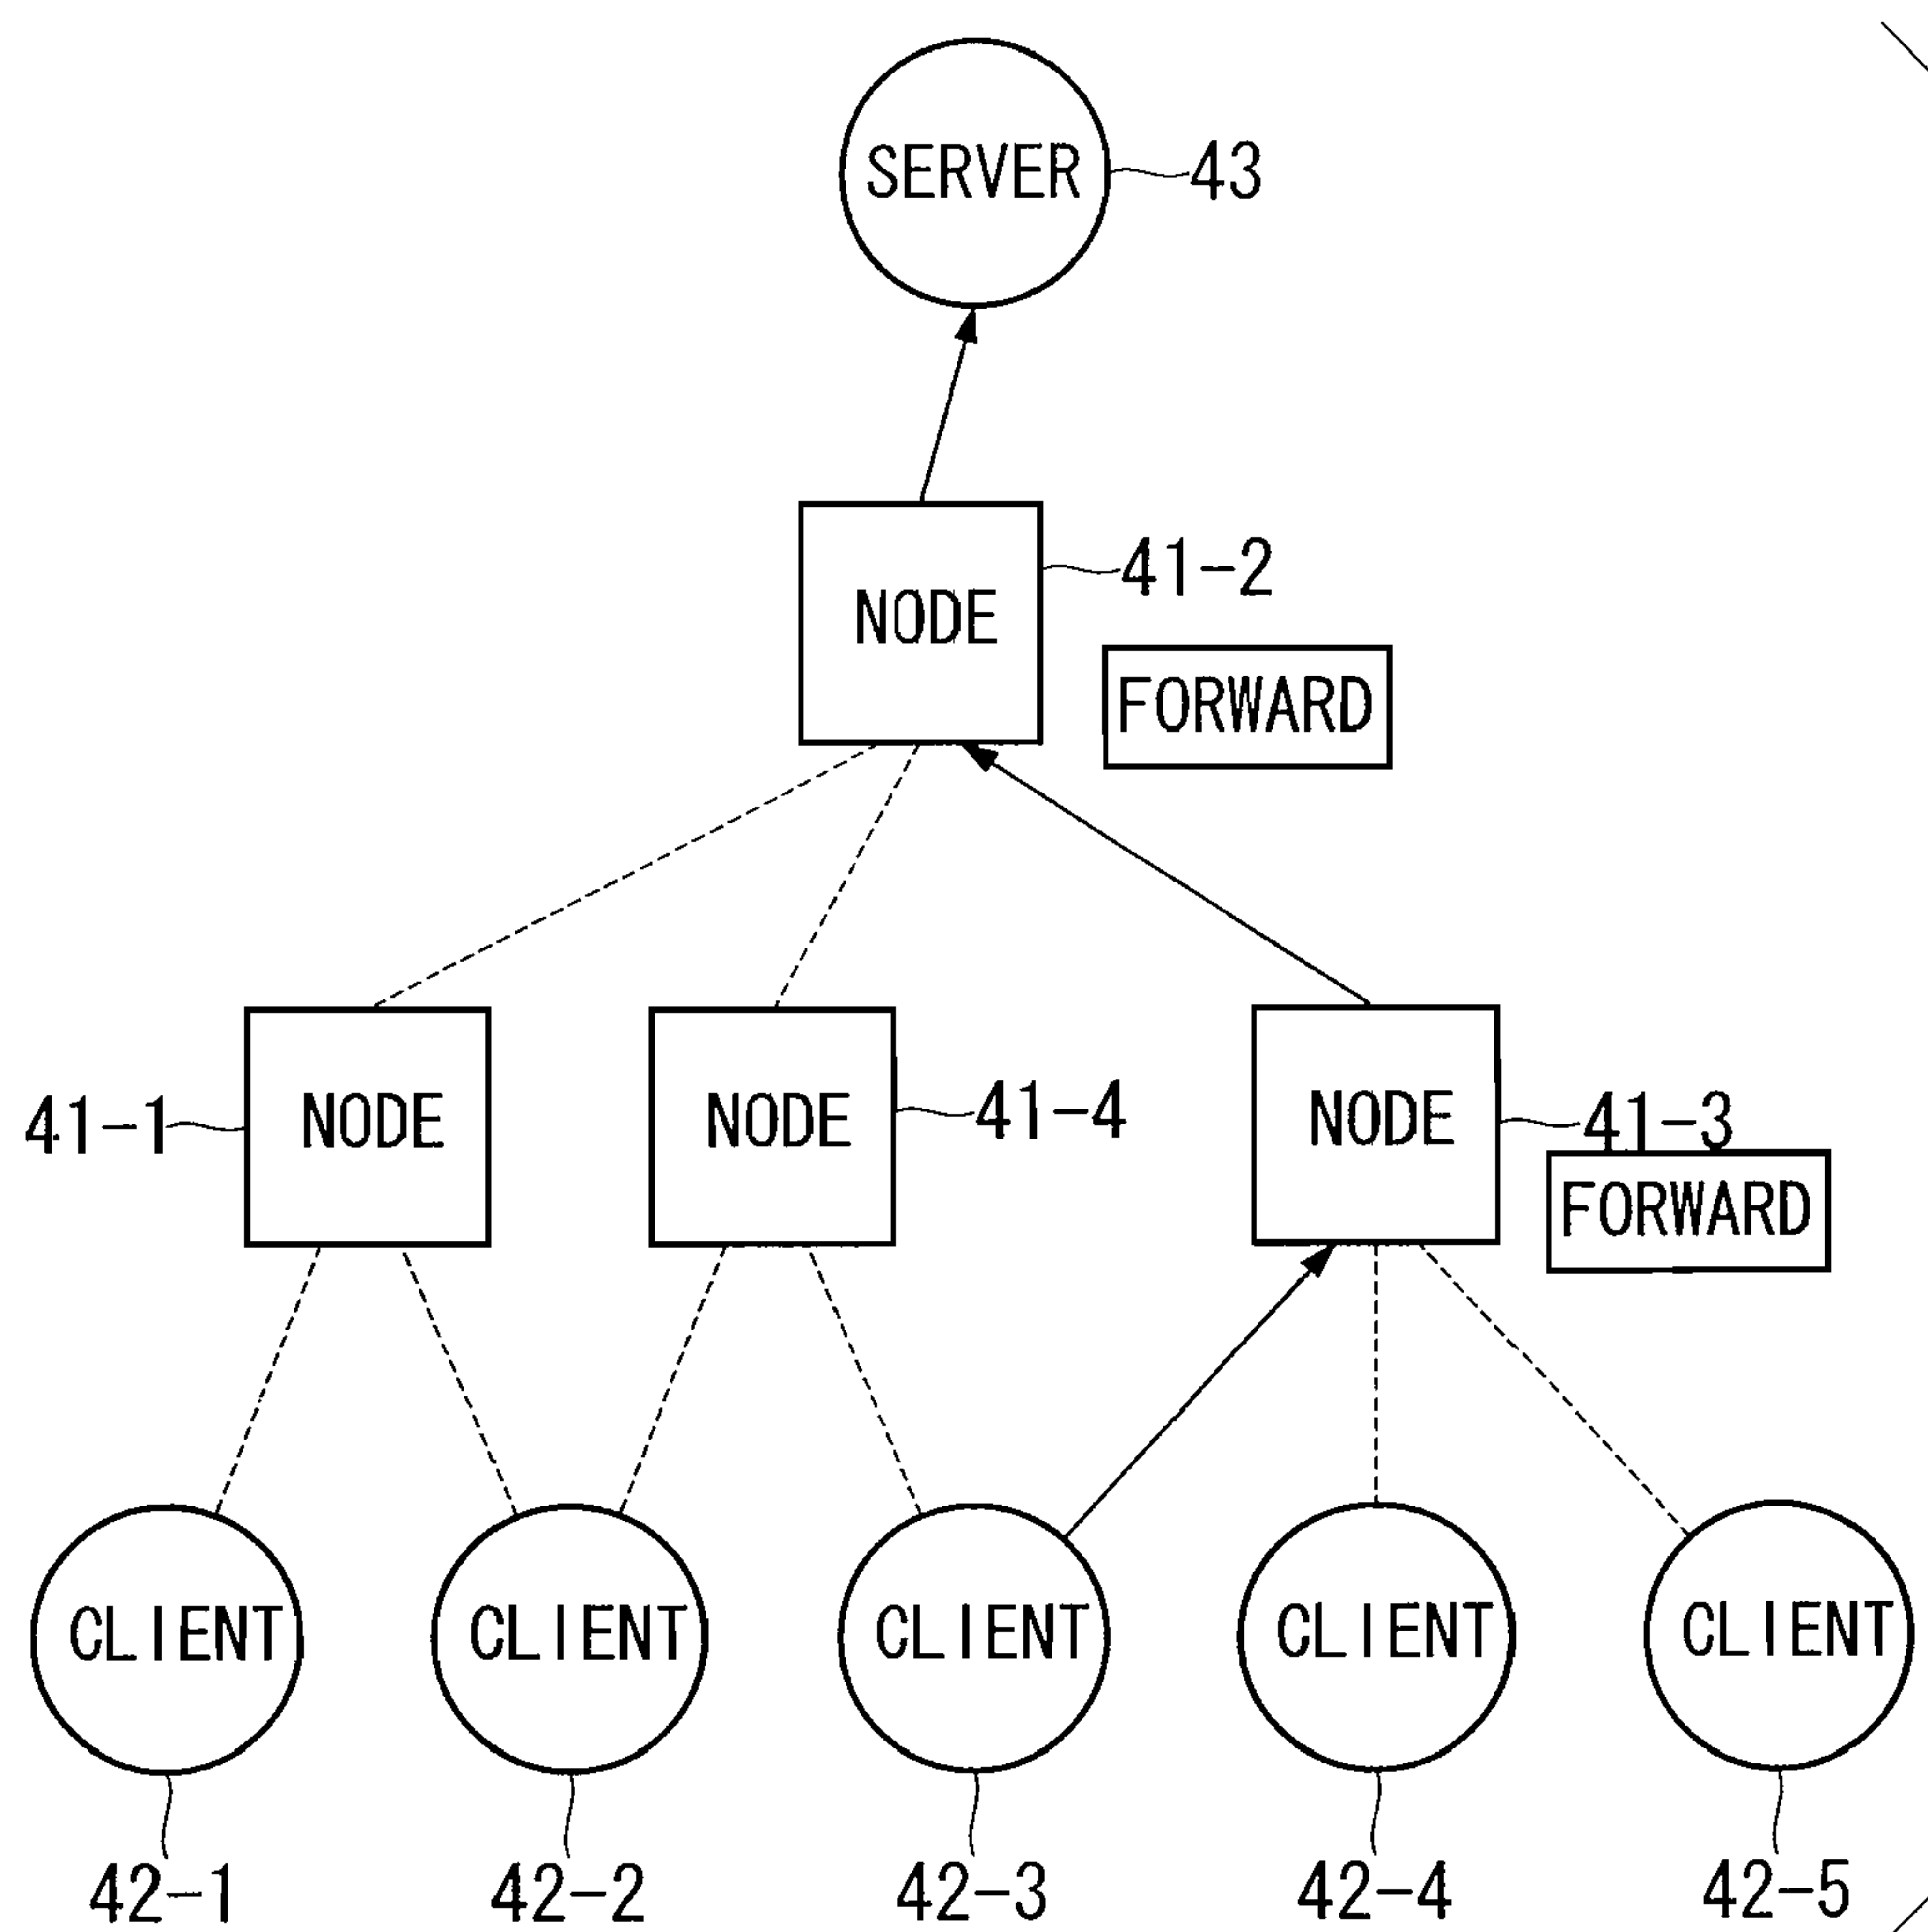 SERVER
43
NODE
41-2
FORWARD
NODE
41-1
NODE
41-4
NODE
41-3
FORWARD
CLIENT
CLIENT
CLIENT
CLIENT
CLIENT
42-1
42-2
42-3
42-4
42-5